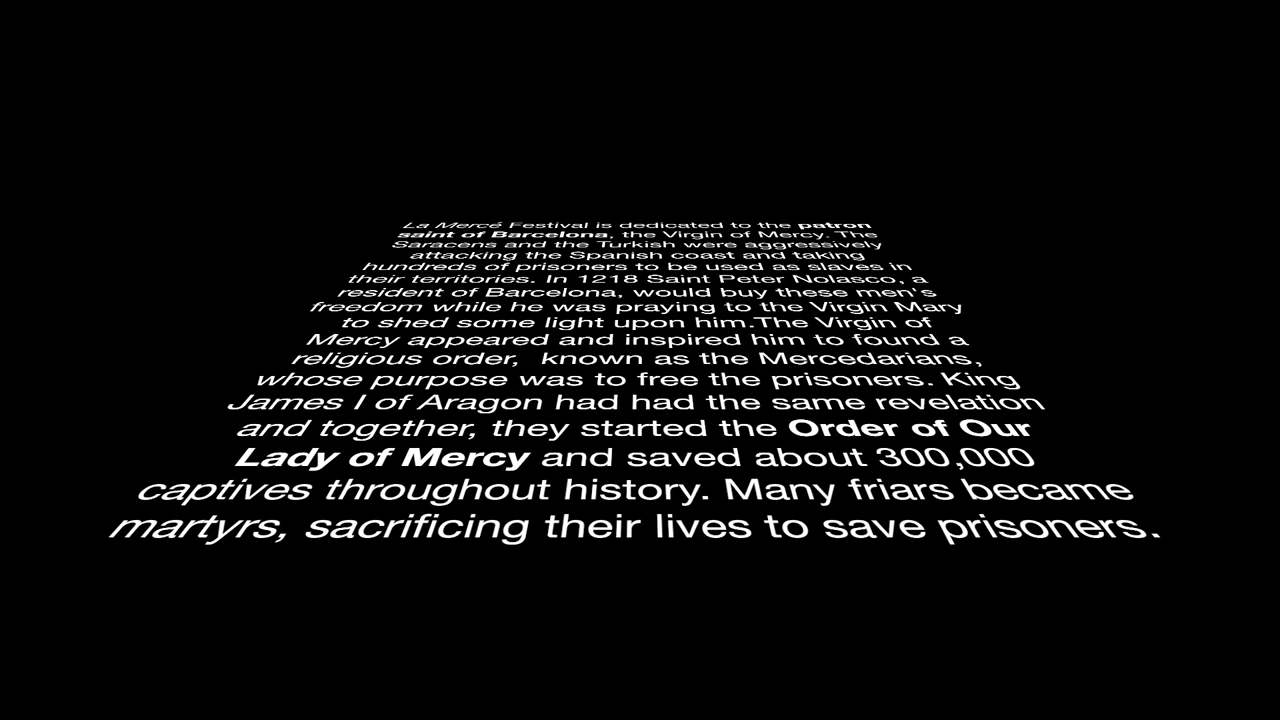 La Mercé Festival is dedicated to the patron
saint of Barcelona, the Virgin of Mercy. The
Saracens and the Turkish were aggressively
attacking the Spanish coast and taking
hundreds of prisoners to be used as slaves in
their territories. In 1218 Saint Peter Nolasco, a
resident of Barcelona, would buy these men's
freedom while he was praying to the Virgin Mary
to shed some light upon him.The Virgin of
Mercy appeared and inspired him to found a
religious order,  known as the Mercedarians,
whose purpose was to free the prisoners. King
James I of Aragon had had the same revelation
and together, they started the Order of Our
Lady of Mercy and saved about 300,000
captives throughout history. Many friars became
martyrs, sacrificing their lives to save prisoners.